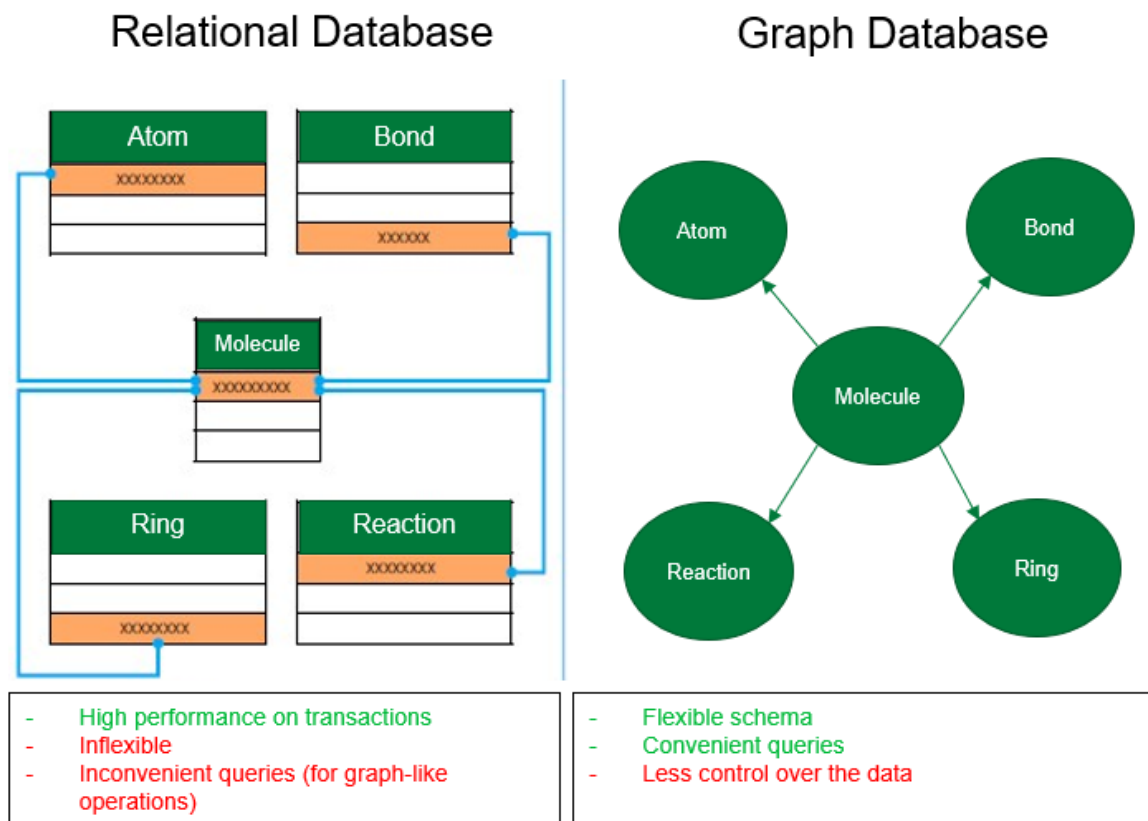 Relational Database
Graph Database
Atom
xxxxxxxx
Bond
xxxxxx
Molecule
xxxxxxxxx
Ring
xxxxxxxx
Reaction
xxxxxxxx
- High performance on transactions
- Inflexible
- Inconvenient queries (for graph-like
operations)
Atom
Bond
Molecule
Reaction
Ring
- Flexible schema
- Convenient queries
- Less control over the data